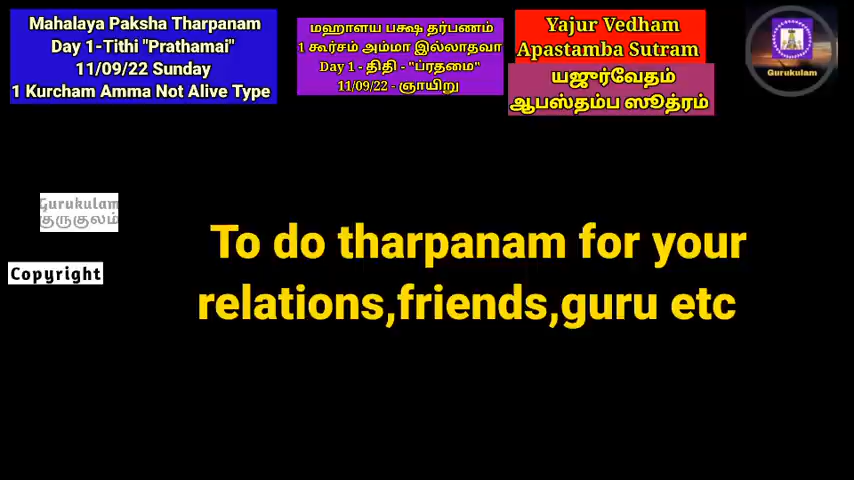 Mahalaya Paksha Tharpanam
Day 1-Tithi "Prathamai"
11/09/22 Sunday
1 Kurcham Amma Not Alive Type
மஹாளய பக்ஷ தர்பணம்
1 கூர்சம் அம்மா இல்லாதவா
Day 1 - திதி - "ப்ரதமை"
11/09/22 - ஞாயிறு
Yajur Vedham
Apastamba Sutram
யஜுர்வேதம்
ஆபஸ்தம்ப ஸூத்ரம்
Gurukulam
Gurukulam
குருகுலம்
Copyright
To do tharpanam for your
relations,friends,guru etc